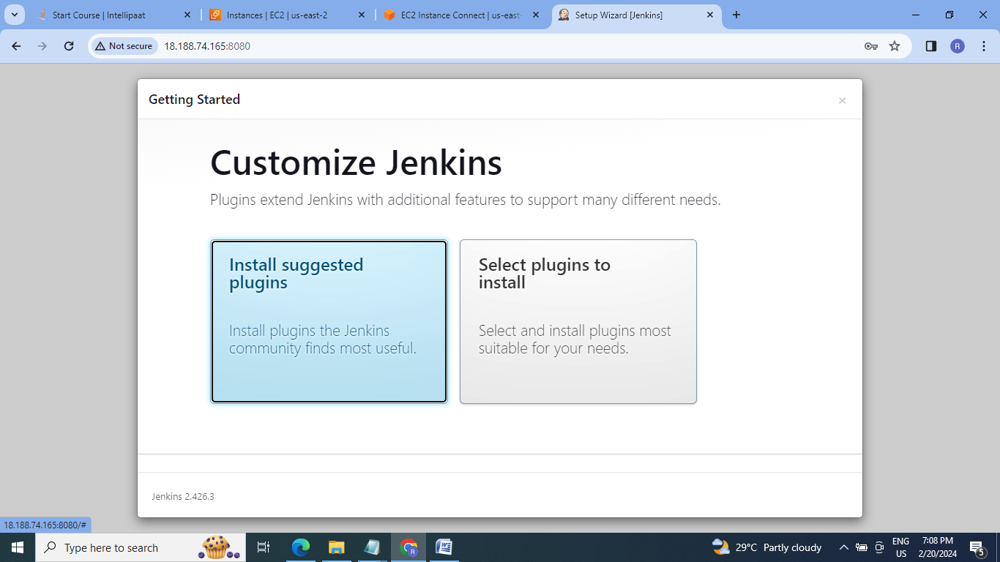 Start Course | Intellipaat
Instances | EC2 | us-east-2
EC2 Instance Connect | us-east-
Setup Wizard [Jenkins]
Not secure
18.188.74.165:8080
R
Getting Started
Customize Jenkins
Plugins extend Jenkins with additional features to support many different needs.
Install suggested
plugins
Install plugins the Jenkins
community finds most useful.
Select plugins to
install
Select and install plugins most
suitable for your needs.
Jenkins 2.426.3
18.188.74.165:8080/#
Type here to search
R
W
29°C Partly cloudy
ENG
US
7:08 PM
2/20/2024
5